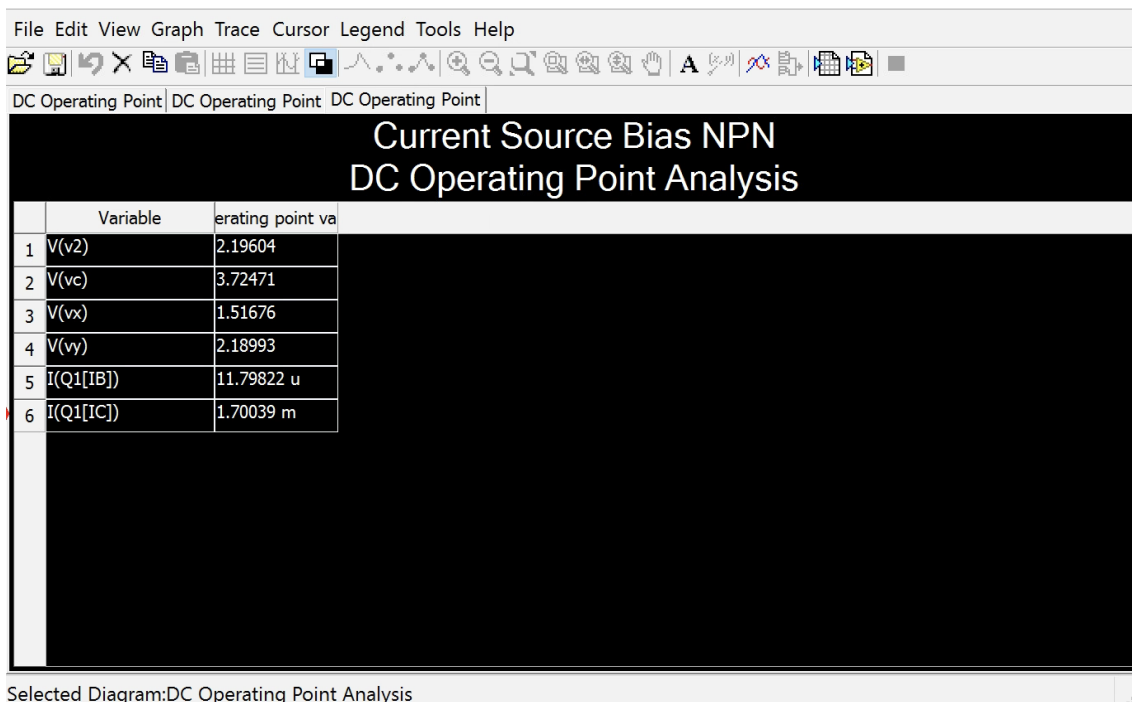 File Edit View Graph Trace Cursor Legend Tools Help
A
DC Operating Point DC Operating Point DC Operating Point
Current Source Bias NPN
DC Operating Point Analysis
Variable erating point va
1 V(v2) 2.19604
2 V(vc) 3.72471
3 V(vx) 1.51676
4 V(vy) 2.18993
5 I(Q1[IB]) 11.79822 u
6 I(Q1[IC]) 1.70039 m
Selected Diagram:DC Operating Point Analysis